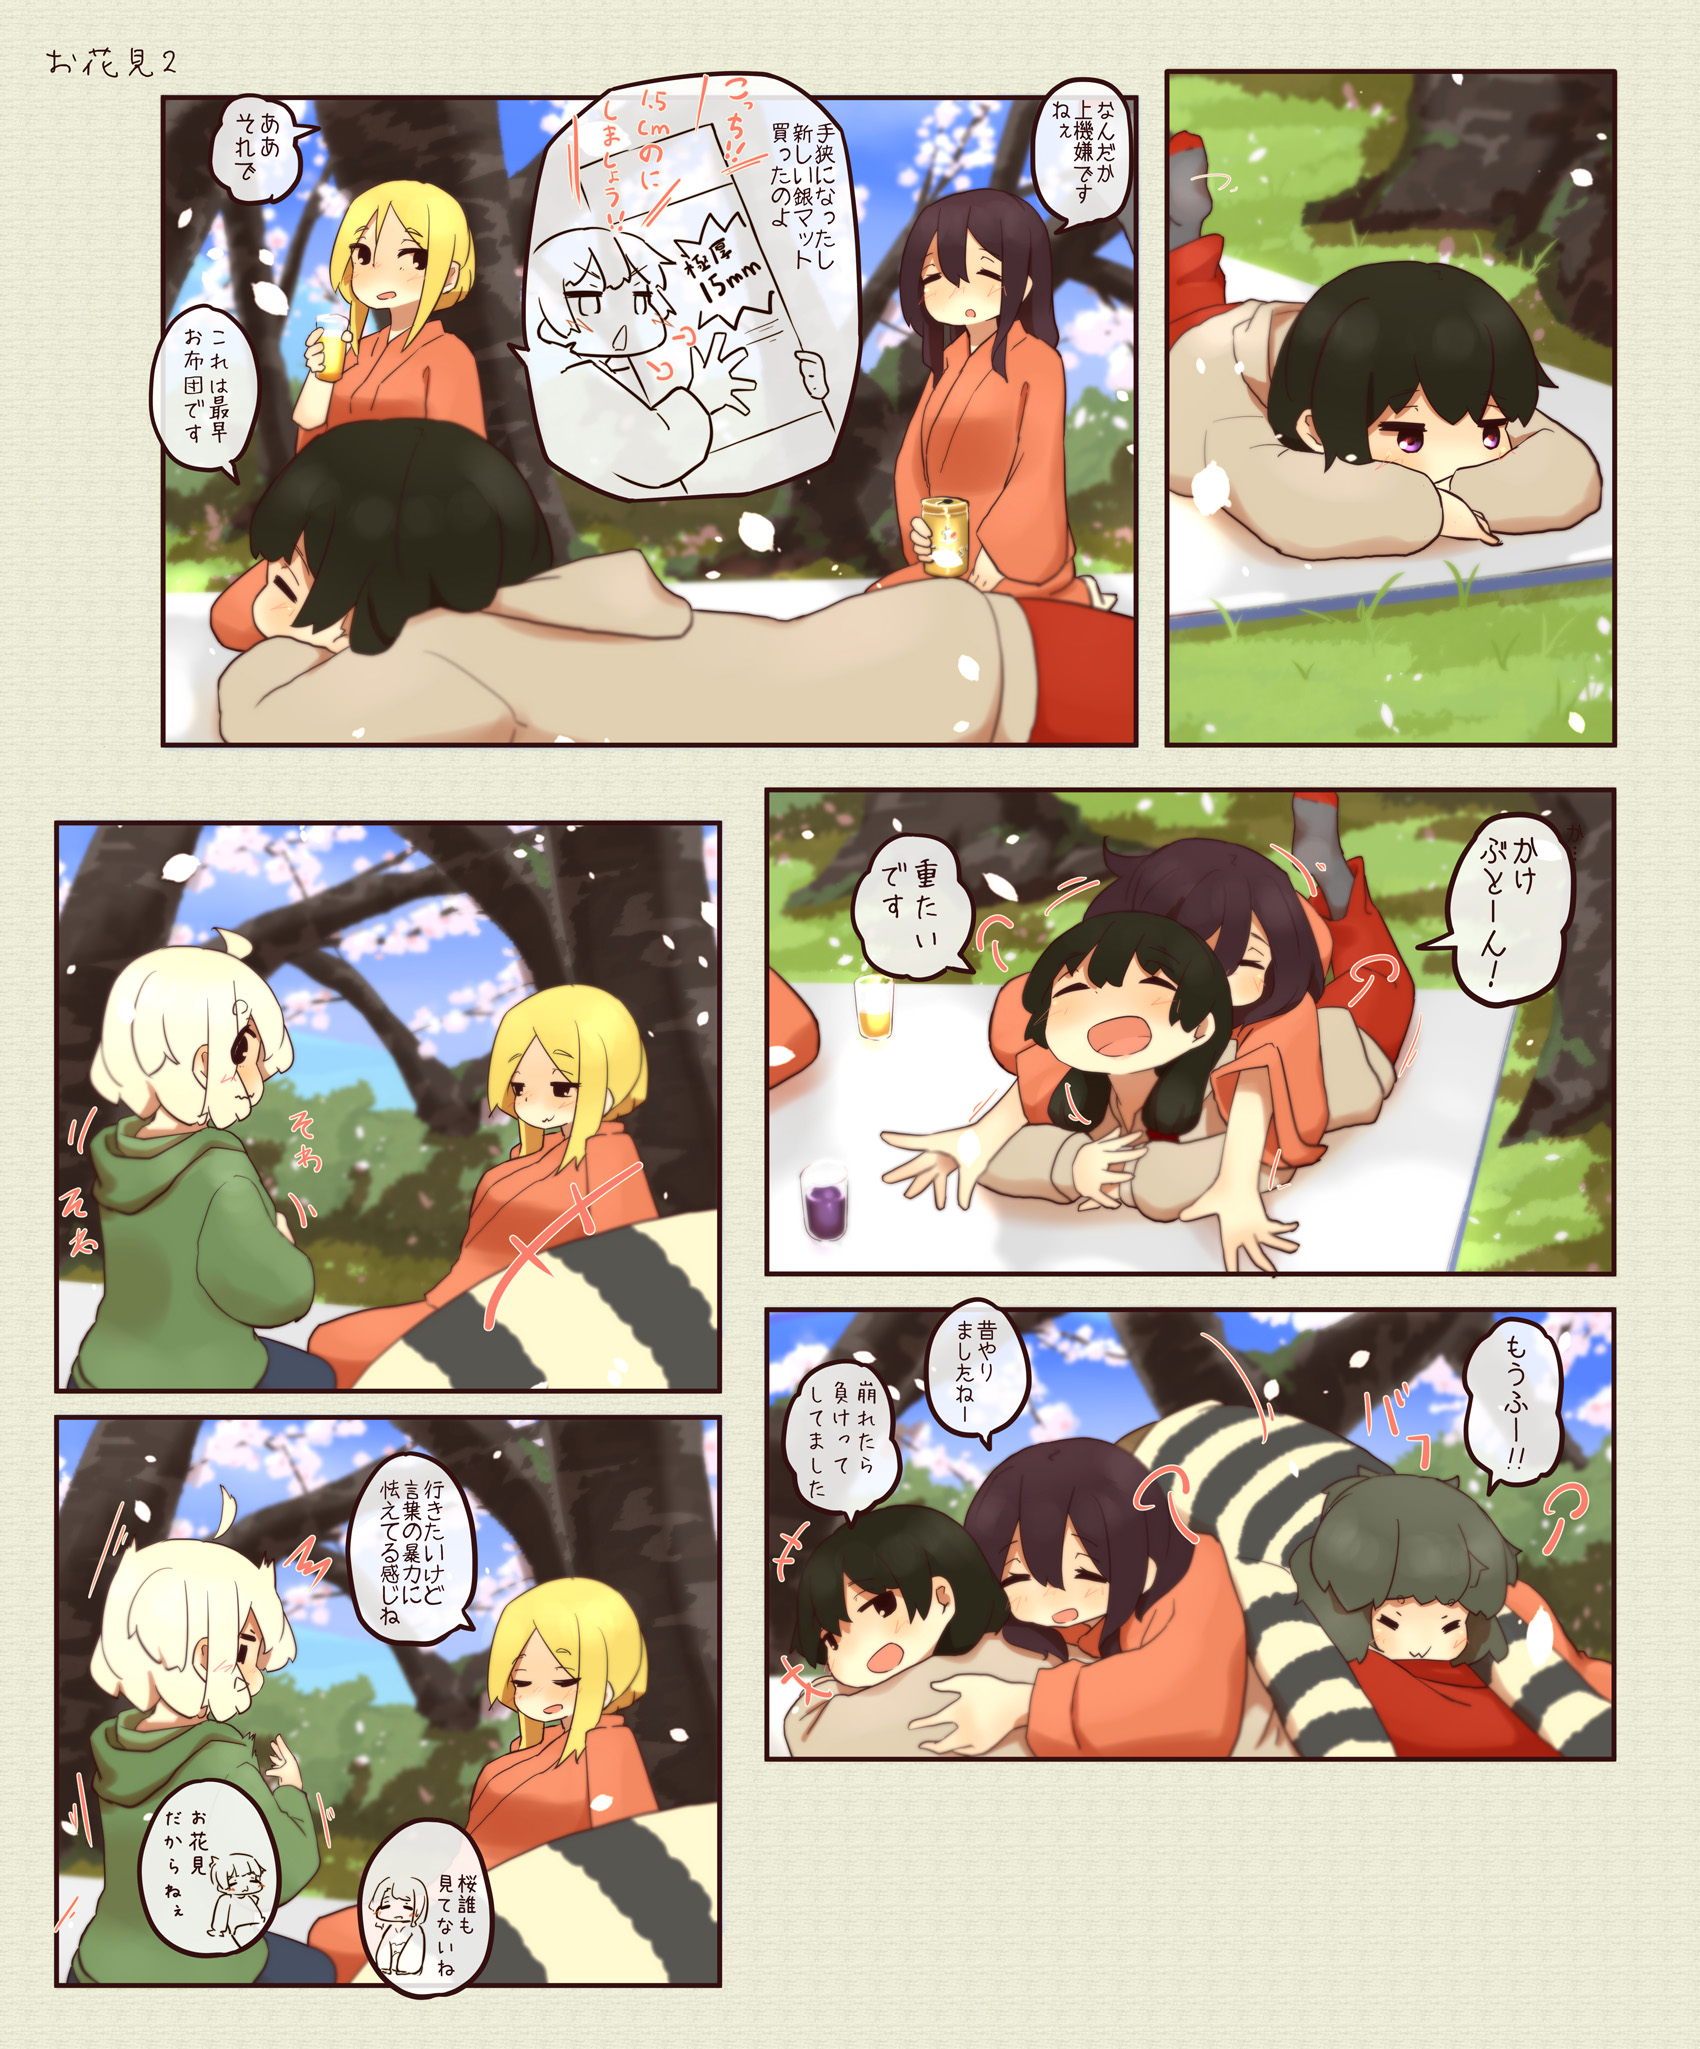 お花見2
なんだか
上機嫌です
ねぇ
手狭になったし
新しい銀マット
買ったのよ
こっち!!
1.5cmのに
しましょう!!
極厚
15mm
ああ
それで
これは最早
お布団です
か…
かけ
ぶとーん!
重たい
です
もうふー!!
バフ
昔やり
ましたねー
崩れたら
負けって
してました
そわ
そわ
行きたいけど
言葉の暴力に
怯えてる感じね
桜誰も
見てないね
お花見
だからねぇ